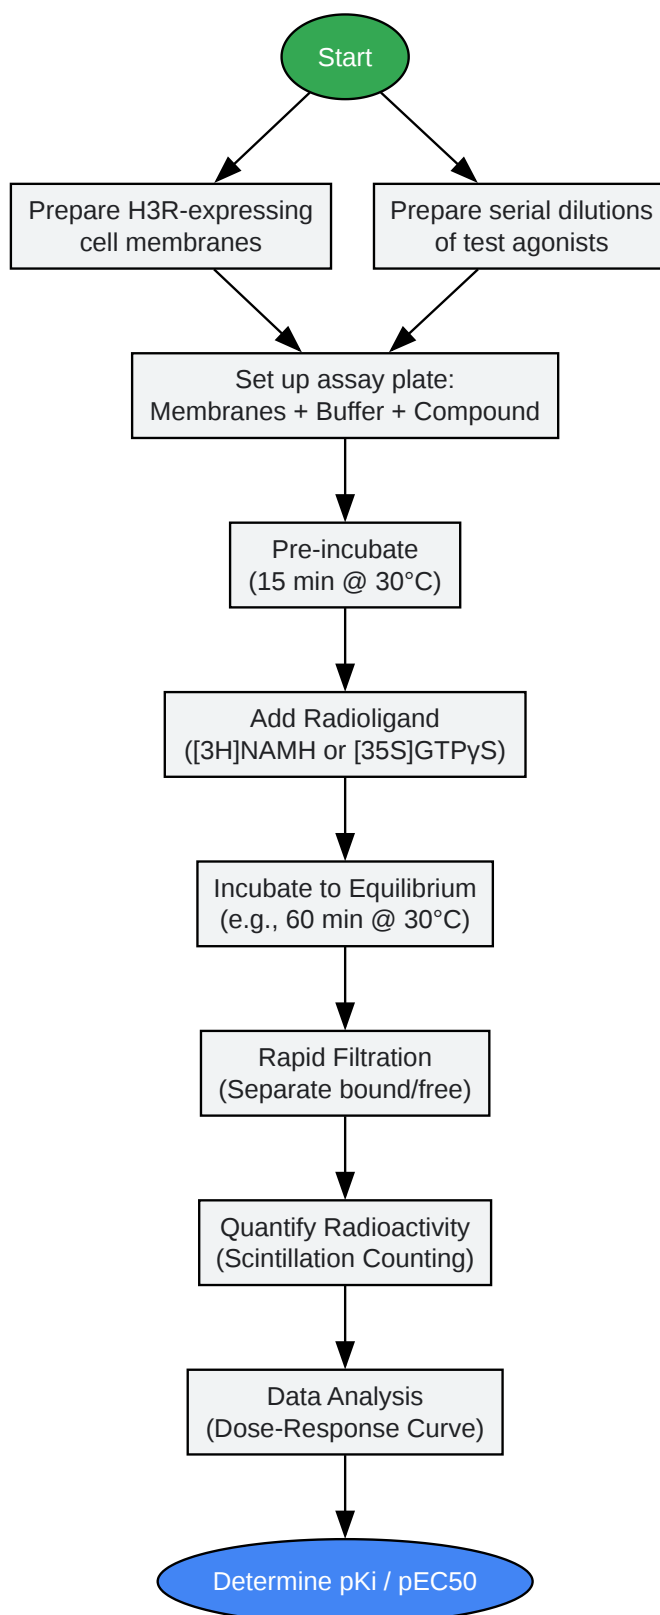 Start
Prepare H3R-expressing
cell membranes
Prepare serial dilutions
of test agonists
Set up assay plate:
Membranes + Buffer + Compound
Pre-incubate
(15 min @ 30°C)
Add Radioligand
([3H]NAMH or [35S]GTPγS)
Incubate to Equilibrium
(e.g., 60 min @ 30°C)
Rapid Filtration
(Separate bound/free)
Quantify Radioactivity
(Scintillation Counting)
Data Analysis
(Dose-Response Curve)
Determine pKi / pEC50